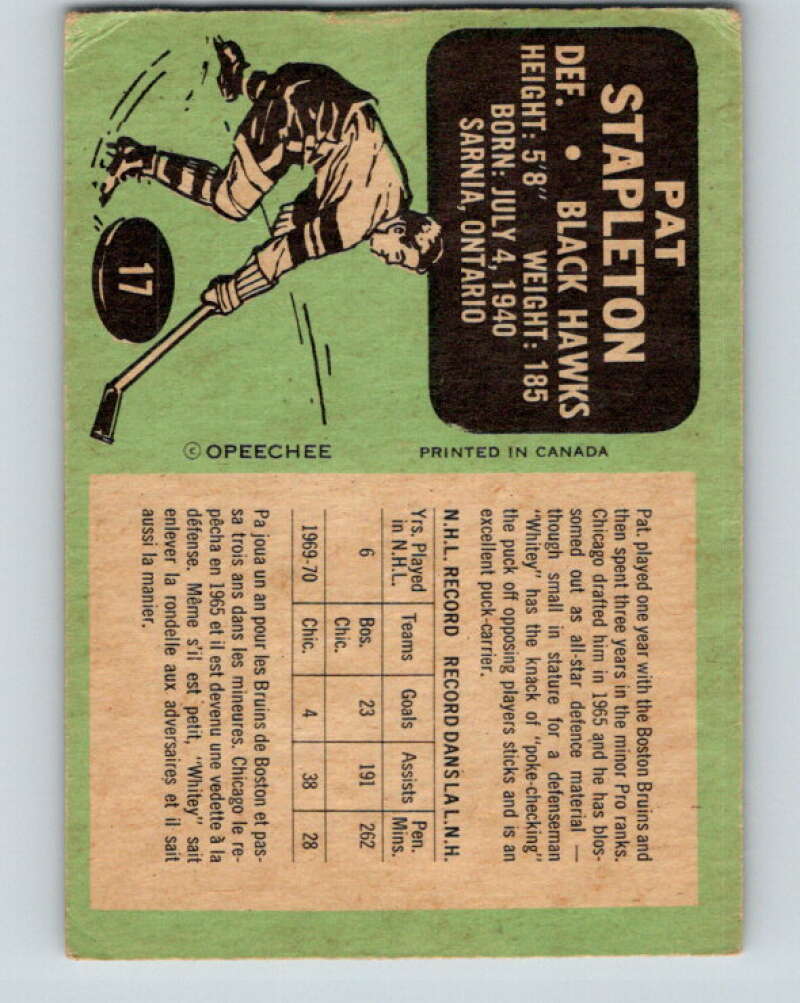 PAT
STAPLETON
DEF. • BLACK HAWKS
HEIGHT: 5'8" WEIGHT: 185
BORN: JULY 4, 1940
SARNIA, ONTARIO
17
© OPEECHEE
PRINTED IN CANADA
Pat. played one year with the Boston Bruins and
then spent three years in the minor Pro ranks.
Chicago drafted him in 1965 and he has blos-
somed out as all-star defence material —
though small in stature for a defenseman
"Whitey" has the knack of "poke-checking"
the puck off opposing players sticks and is an
excellent puck-carrier.
N.H.L. RECORD RECORD DANS LA L.N.H.
Yrs. Played Teams Goals Assists Pen.
in N.H.L. Mins.
6 Bos. 23 191 262
Chic.
1969-70 Chic. 4 38 28
Pa joua un an pour les Bruins de Boston et pas-
sa trois ans dans les mineures. Chicago le re-
pêcha en 1965 et il est devenu une vedette à la
défense. Même s'il est petit, "Whitey" sait
enlever la rondelle aux adversaires et il sait
aussi la manier.